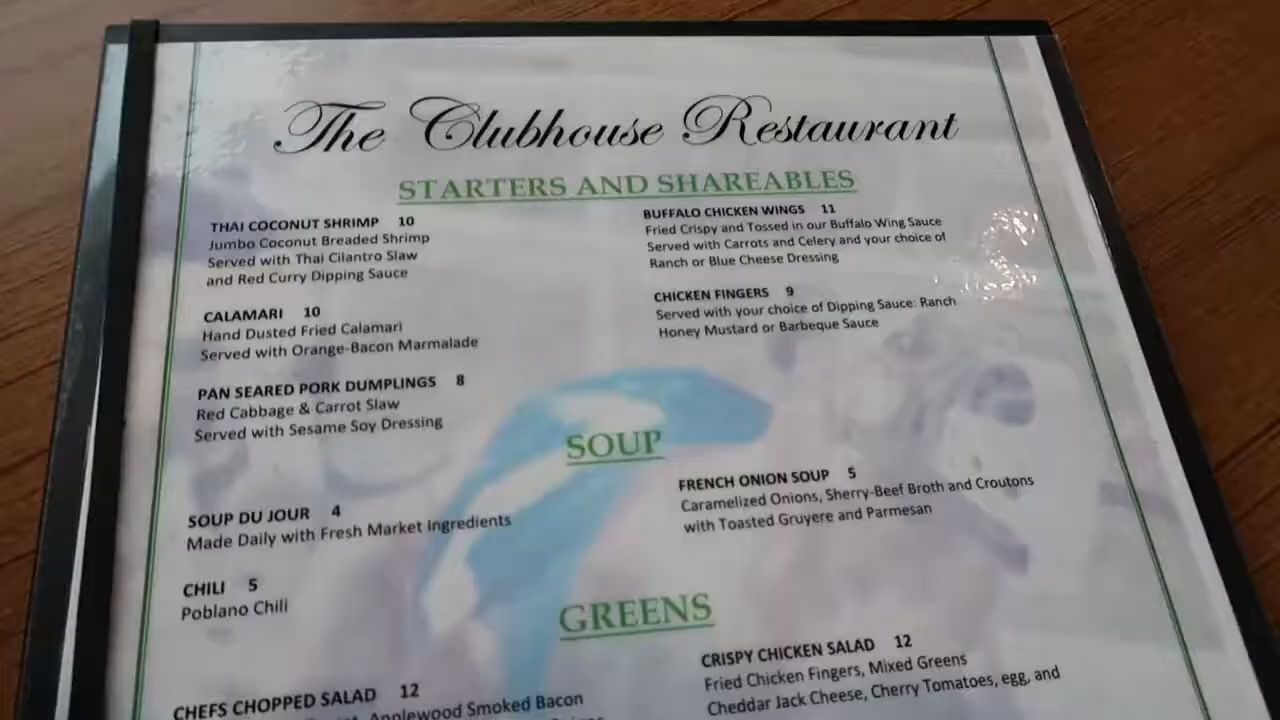 The Clubhouse Restaurant
STARTERS AND SHAREABLES
THAI COCONUT SHRIMP 10
Jumbo Coconut Breaded Shrimp
Served with Thai Cilantro Slaw
and Red Curry Dipping Sauce
CALAMARI 10
Hand Dusted Fried Calamari
Served with Orange-Bacon Marmalade
PAN SEARED PORK DUMPLINGS 8
Red Cabbage & Carrot Slaw
Served with Sesame Soy Dressing
BUFFALO CHICKEN WINGS 11
Fried Crispy and Tossed in our Buffalo Wing Sauce
Served with Carrots and Celery and your choice of
Ranch or Blue Cheese Dressing
CHICKEN FINGERS 9
Served with your choice of Dipping Sauce: Ranch
Honey Mustard or Barbeque Sauce
SOUP
SOUP DU JOUR 4
Made Daily with Fresh Market Ingredients
CHILI 5
Poblano Chili
FRENCH ONION SOUP 5
Caramelized Onions, Sherry-Beef Broth and Croutons
with Toasted Gruyere and Parmesan
GREENS
CHEFS CHOPPED SALAD 12
Applewood Smoked Bacon
CRISPY CHICKEN SALAD 12
Fried Chicken Fingers, Mixed Greens
Cheddar Jack Cheese, Cherry Tomatoes, egg, and